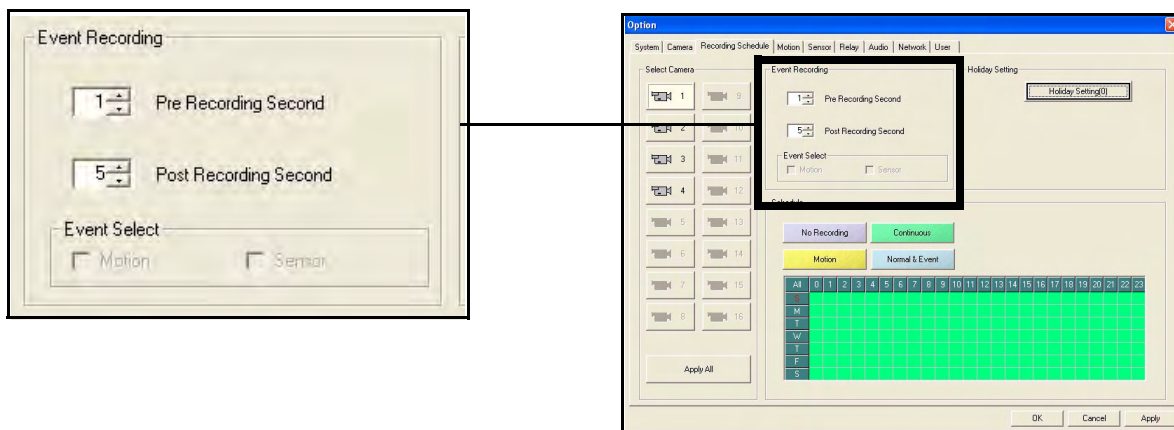 Event Recording
1 Pre Recording Second
5 Post Recording Second
Event Select
Motion Sensor
Option
System Camera Recording Schedule Motion Sensor Relay Audio Network User
Select Camera
1 9
2 10
3 11
4 12
5 13
6 14
7 15
8 16
Apply All
Event Recording
1 Pre Recording Second
5 Post Recording Second
Event Select
Motion Sensor
Holiday Setting
Holiday Setting(0)
Schedule
No Recording Continuous
Motion Normal & Event
All 0 1 2 3 4 5 6 7 8 9 10 11 12 13 14 15 16 17 18 19 20 21 22 23
S
M
T
W
T
F
S
OK Cancel Apply